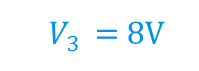 V₃ = 8V